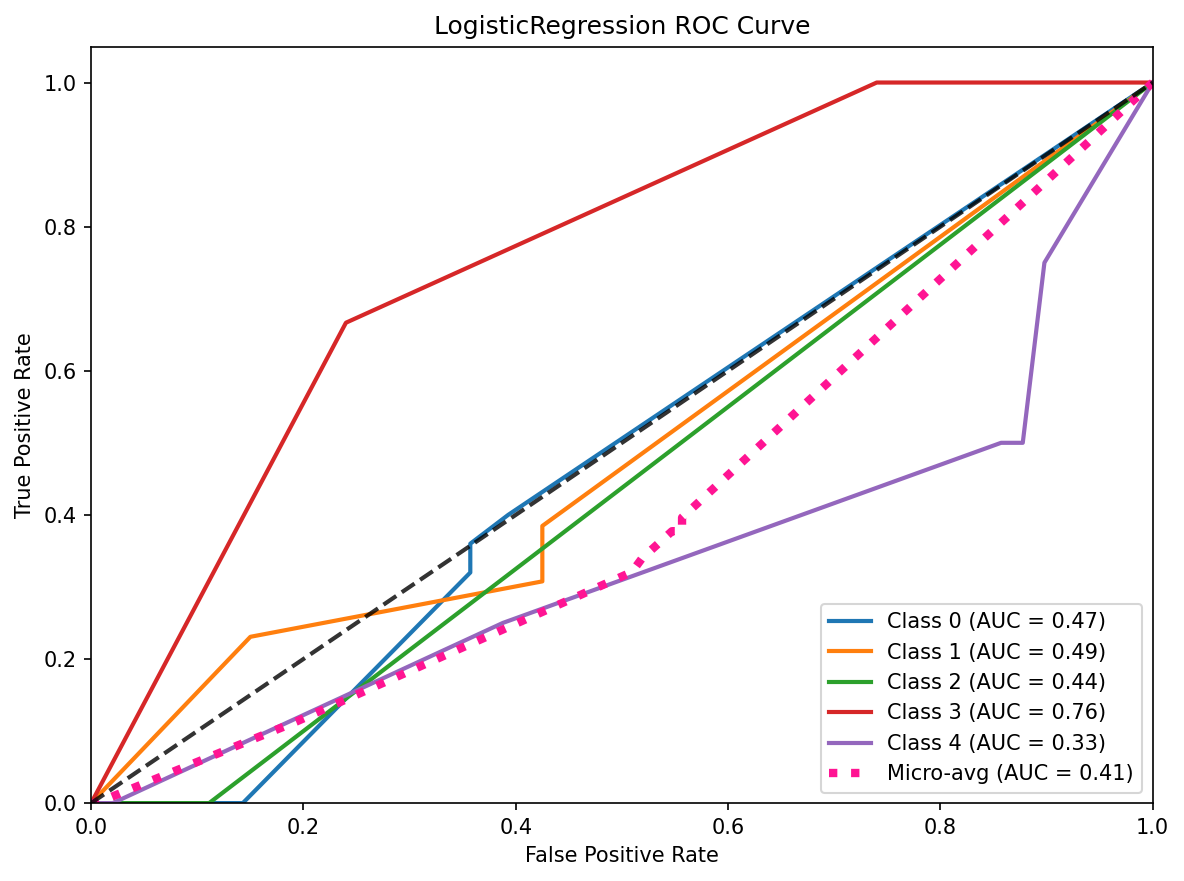 LogisticRegression ROC Curve
True Positive Rate
1.0
0.8
0.6
0.4
0.2
0.0
0.0 0.2 0.4 0.6 0.8 1.0
False Positive Rate
Class 0 (AUC = 0.47)
Class 1 (AUC = 0.49)
Class 2 (AUC = 0.44)
Class 3 (AUC = 0.76)
Class 4 (AUC = 0.33)
Micro-avg (AUC = 0.41)